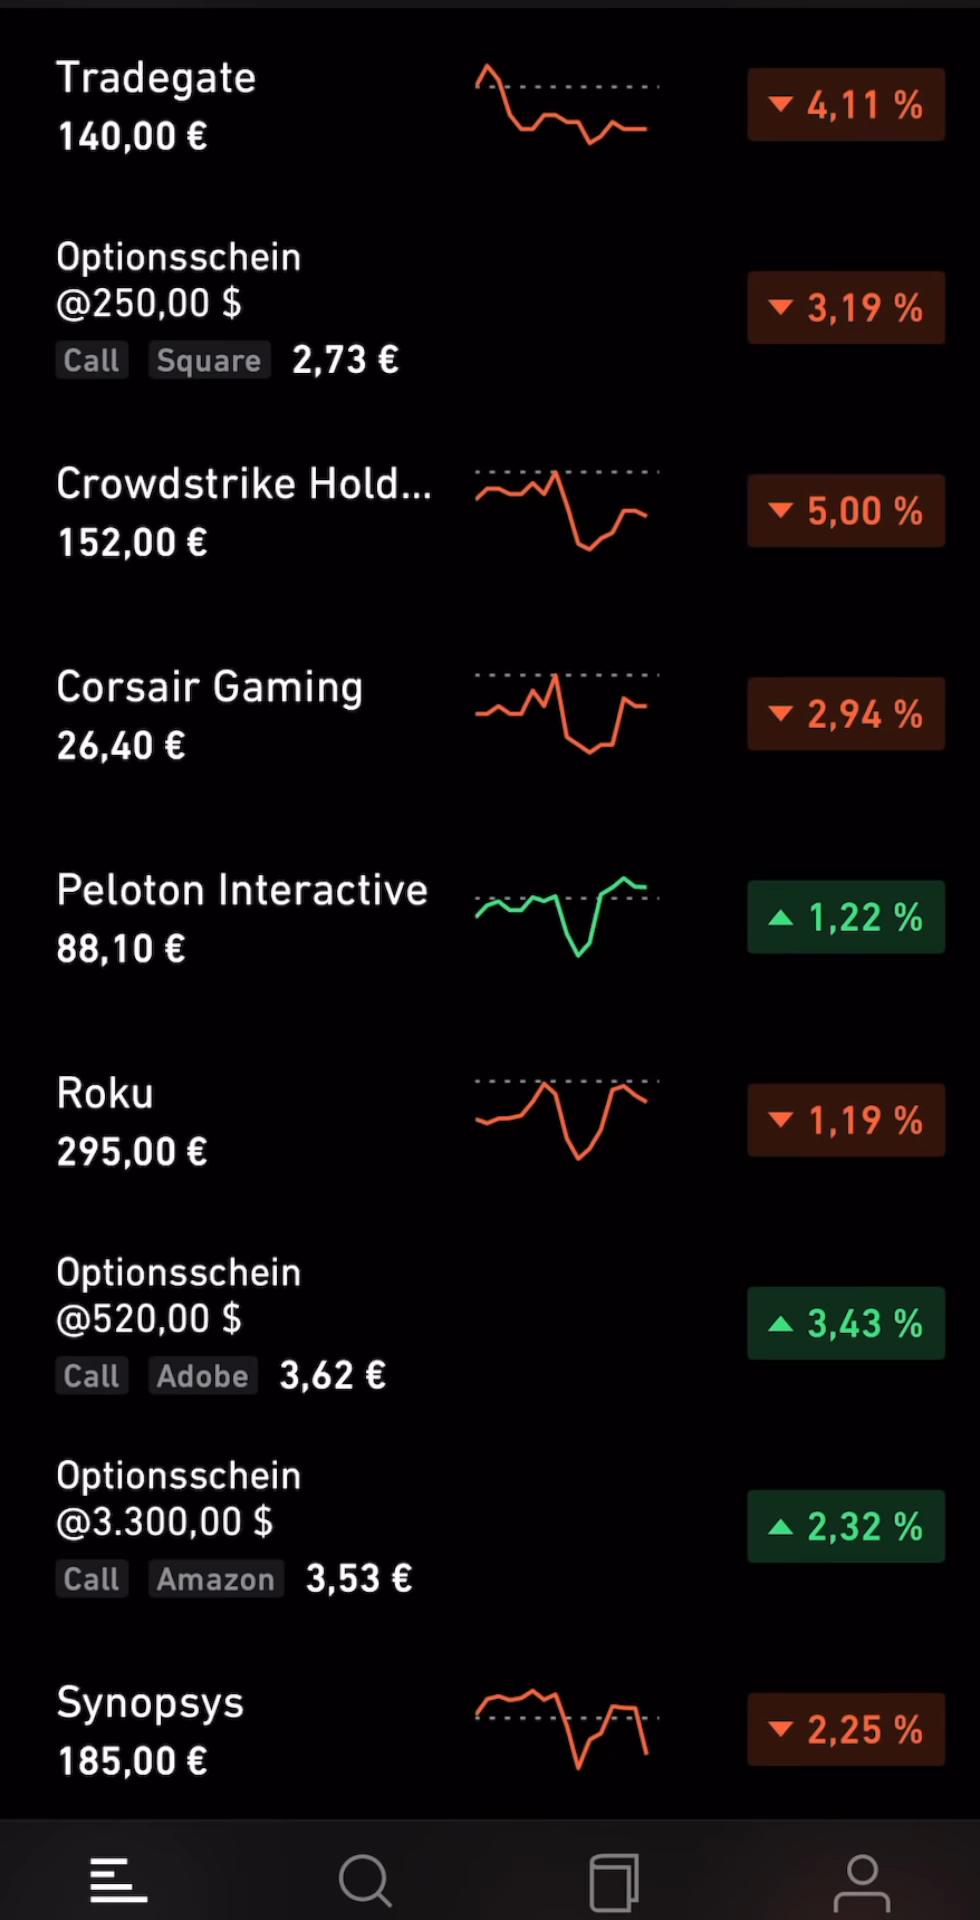 Tradegate
140,00 €
▼ 4,11 %
Optionsschein
@250,00 $
Call Square 2,73 €
▼ 3,19 %
Crowdstrike Hold...
152,00 €
▼ 5,00 %
Corsair Gaming
26,40 €
▼ 2,94 %
Peloton Interactive
88,10 €
▲ 1,22 %
Roku
295,00 €
▼ 1,19 %
Optionsschein
@520,00 $
Call Adobe 3,62 €
▲ 3,43 %
Optionsschein
@3.300,00 $
Call Amazon 3,53 €
▲ 2,32 %
Synopsys
185,00 €
▼ 2,25 %